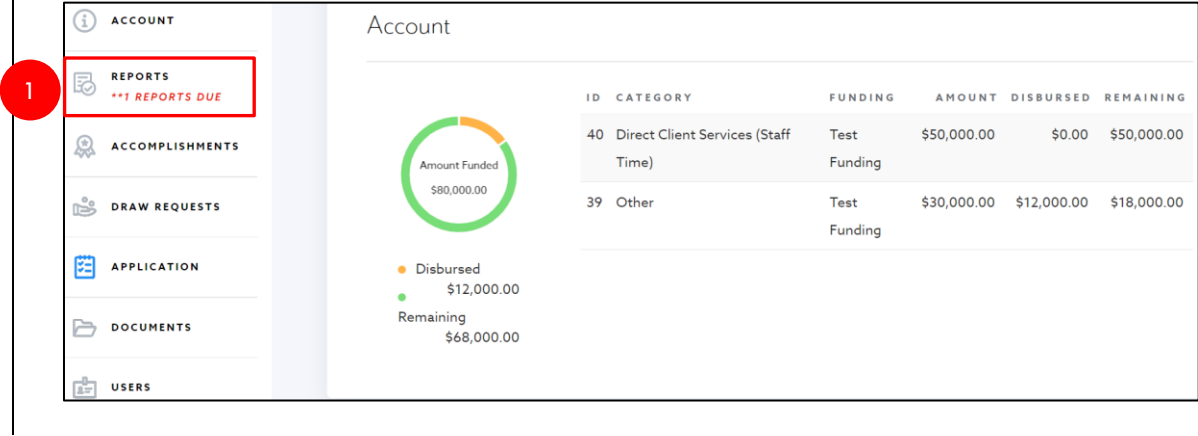 1
ACCOUNT
REPORTS
**1 REPORTS DUE
ACCOMPLISHMENTS
DRAW REQUESTS
APPLICATION
DOCUMENTS
USERS
Account
Amount Funded
$80,000.00
Disbursed
$12,000.00
Remaining
$68,000.00
ID CATEGORY FUNDING AMOUNT DISBURSED REMAINING
40 Direct Client Services (Staff Test $50,000.00 $0.00 $50,000.00
Time) Funding
39 Other Test $30,000.00 $12,000.00 $18,000.00
Funding